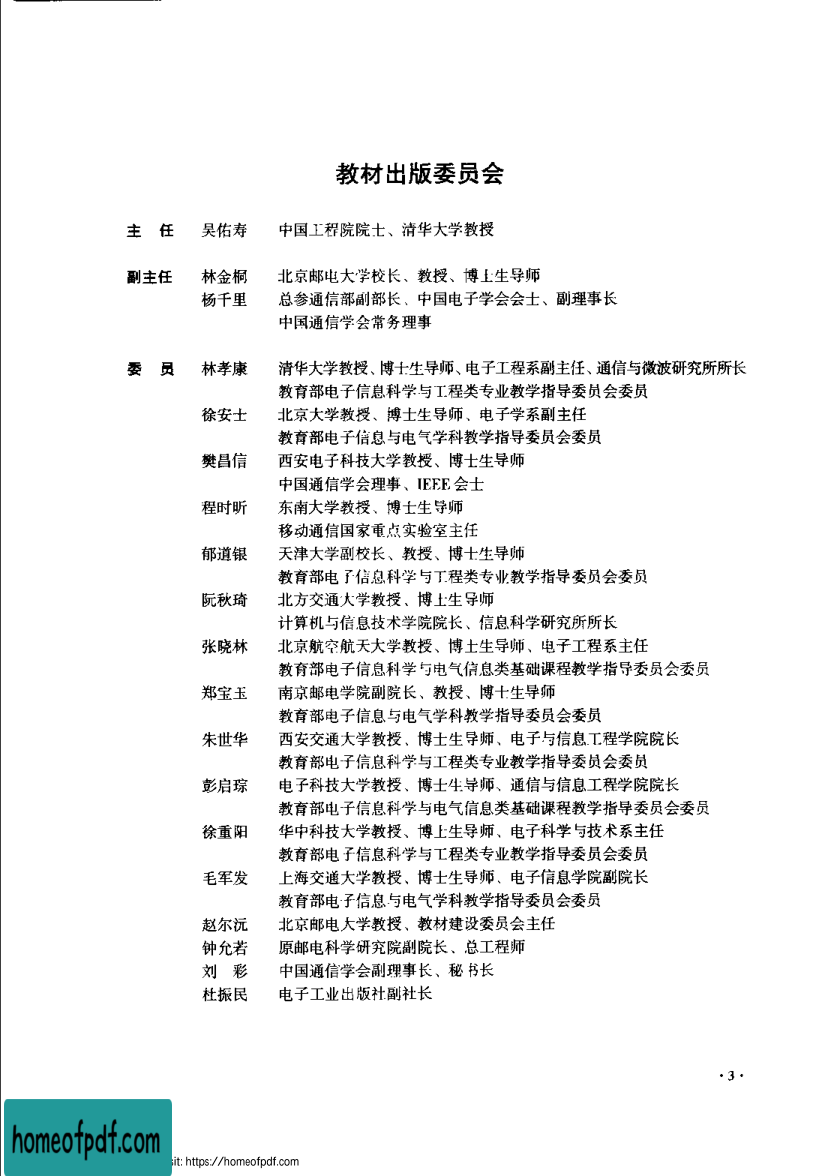 教材出版委员会
主 任 吴佑寿 中国工程院院士、清华大学教授
副主任 林金桐 北京邮电大学校长、教授、博士生导师
杨千里 总参通信部副部长、中国电子学会会士、副理事长
中国通信学会常务理事
委 员 林孝康 清华大学教授、博士生导师、电子工程系副主任、通信与微波研究所所长
教育部电子信息科学与工程类专业教学指导委员会委员
徐安士 北京大学教授、博士生导师、电子学系副主任
教育部电子信息与电气学科教学指导委员会委员
樊昌信 西安电子科技大学教授、博士生导师
中国通信学会理事、IEEE 会士
程时昕 东南大学教授、博士生导师
移动通信国家重点实验室主任
郁道银 天津大学副校长、教授、博士生导师
教育部电子信息科学与工程类专业教学指导委员会委员
阮秋琦 北方交通大学教授、博士生导师
计算机与信息技术学院院长、信息科学研究所所长
张晓林 北京航空航天大学教授、博士生导师、电子工程系主任
教育部电子信息科学与电气信息类基础课程教学指导委员会委员
郑宝玉 南京邮电学院副院长、教授、博士生导师
教育部电子信息与电气学科教学指导委员会委员
朱世华 西安交通大学教授、博士生导师、电子与信息工程学院院长
教育部电子信息科学与工程类专业教学指导委员会委员
彭启琮 电子科技大学教授、博士生导师、通信与信息工程学院院长
教育部电子信息科学与电气信息类基础课程教学指导委员会委员
徐重阳 华中科技大学教授、博士生导师、电子科学与技术系主任
教育部电子信息科学与工程类专业教学指导委员会委员
毛军发 上海交通大学教授、博士生导师、电子信息学院副院长
教育部电子信息与电气学科教学指导委员会委员
赵尔沅 北京邮电大学教授、教材建设委员会主任
钟允若 原邮电科学研究院副院长、总工程师
刘 彩 中国通信学会副理事长、秘书长
杜振民 电子工业出版社副社长
·3·
homeofpdf.com
sit: https://homeofpdf.com